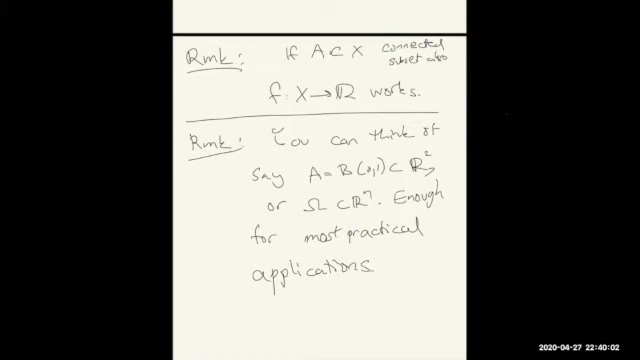 Rmk: If A ⊂ X connected
subset also
f: X → ℝ works.
Rmk: You can think of
say A = B(0,1) ⊂ ℝ²,
or Ω ⊂ ℝⁿ. Enough
for most practical
applications
2020-04-27 22:40:02